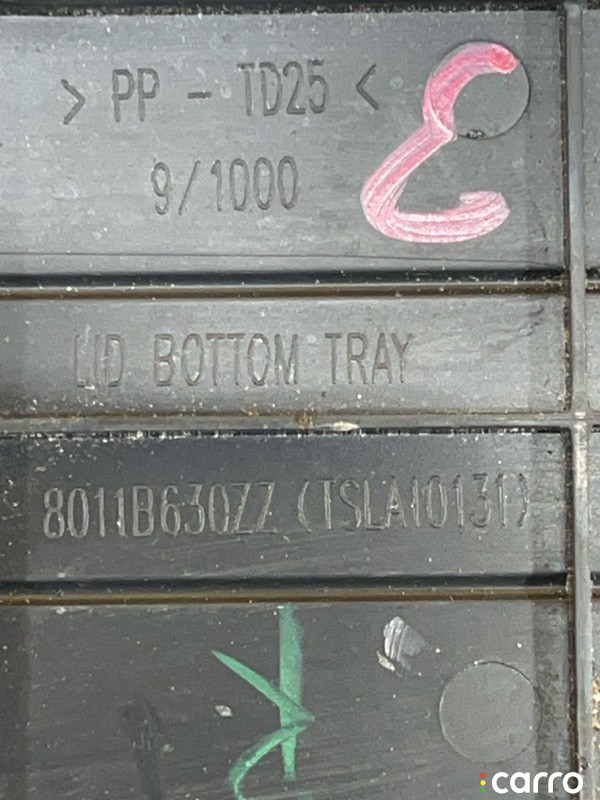 > PP - TD25 <
9/1000
LID BOTTOM TRAY
8011B630ZZ (TSLA10131)
carro